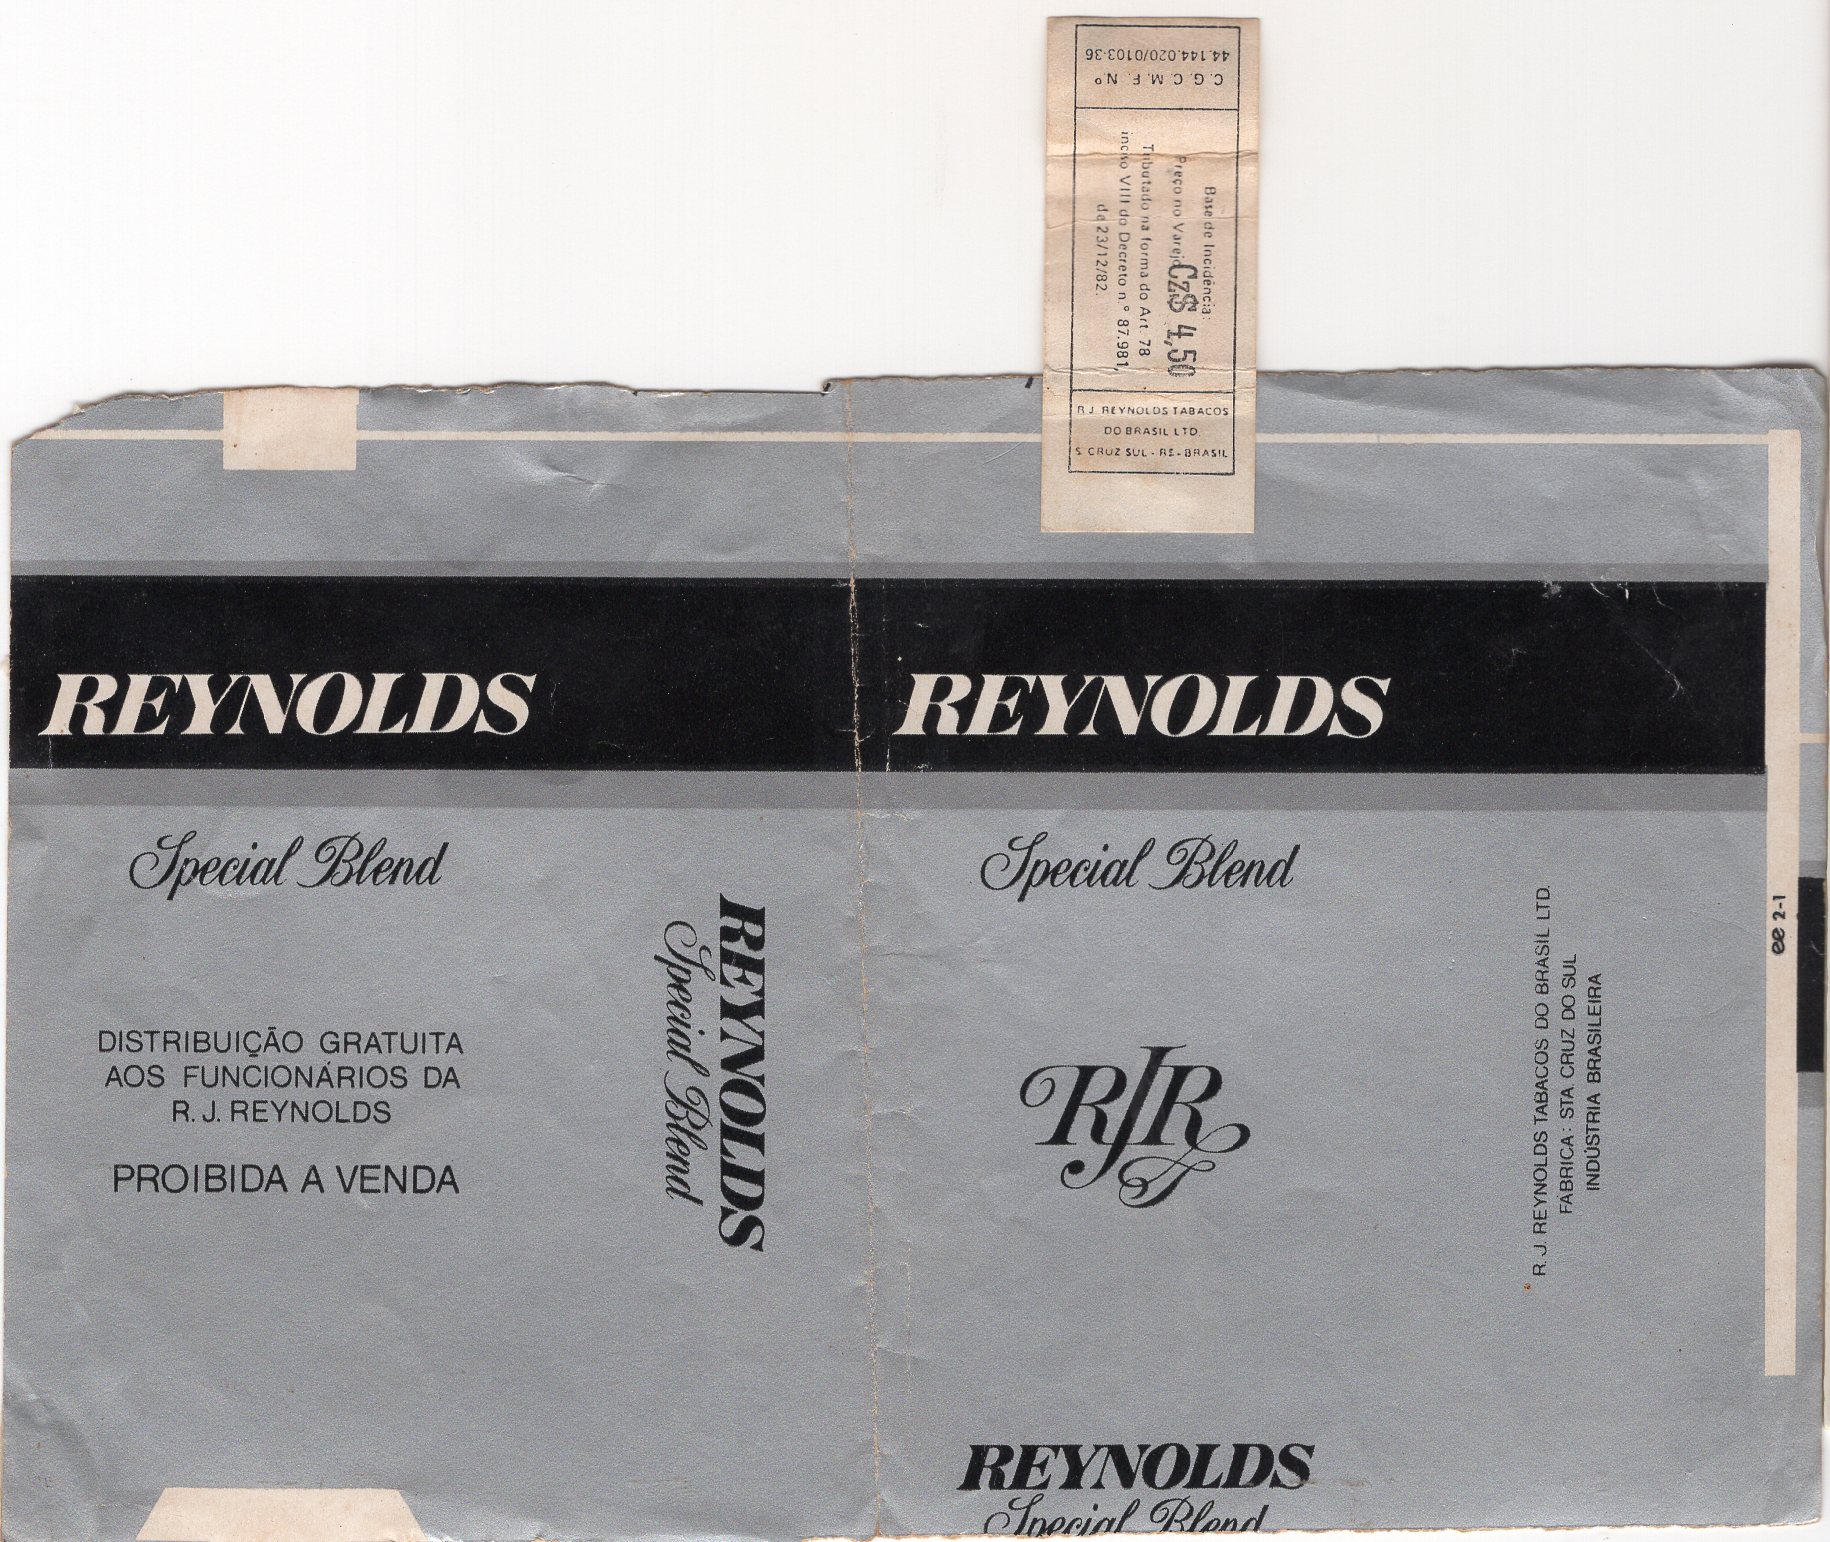 44.144.020/0103-36
C.G.C.M.F. Nº
Base de Incidência:
Preço no Varejo CZ$ 4,50
Tributado na forma do Art. 78
inciso VIII do Decreto n.º 87.981,
de 23/12/82.
R.J. REYNOLDS TABACOS
DO BRASIL LTD.
S. CRUZ SUL - RS - BRASIL
REYNOLDS
Special Blend
DISTRIBUIÇÃO GRATUITA
AOS FUNCIONÁRIOS DA
R.J. REYNOLDS
PROIBIDA A VENDA
REYNOLDS
Special Blend
REYNOLDS
Special Blend
RJR
T
REYNOLDS
Special Blend
R.J. REYNOLDS TABACOS DO BRASIL LTD.
FÁBRICA: STA CRUZ DO SUL
INDÚSTRIA BRASILEIRA
ee 2-1